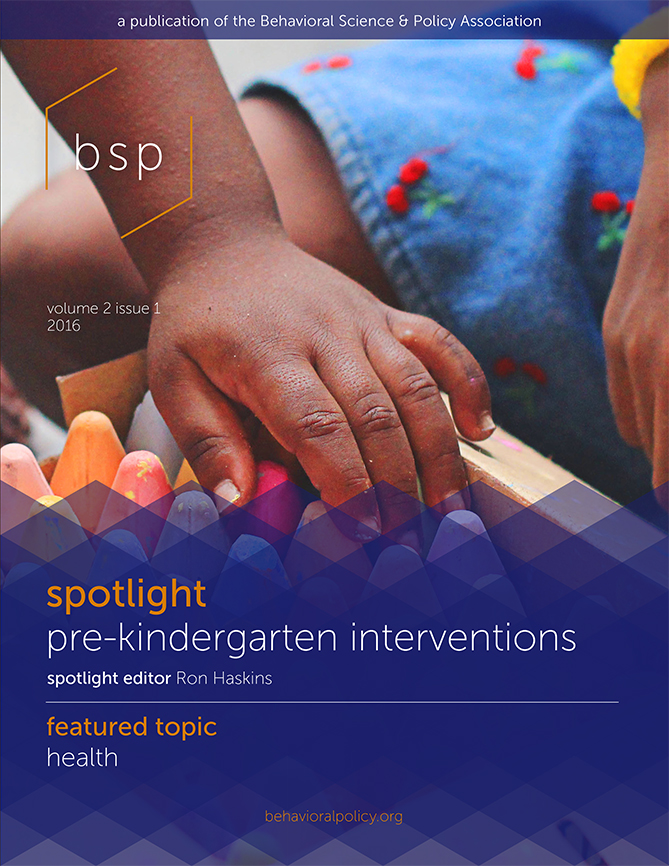 a publication of the Behavioral Science & Policy Association
bsp
volume 2 issue 1
2016
spotlight
pre-kindergarten interventions
spotlight editor Ron Haskins
featured topic
health
behavioralpolicy.org